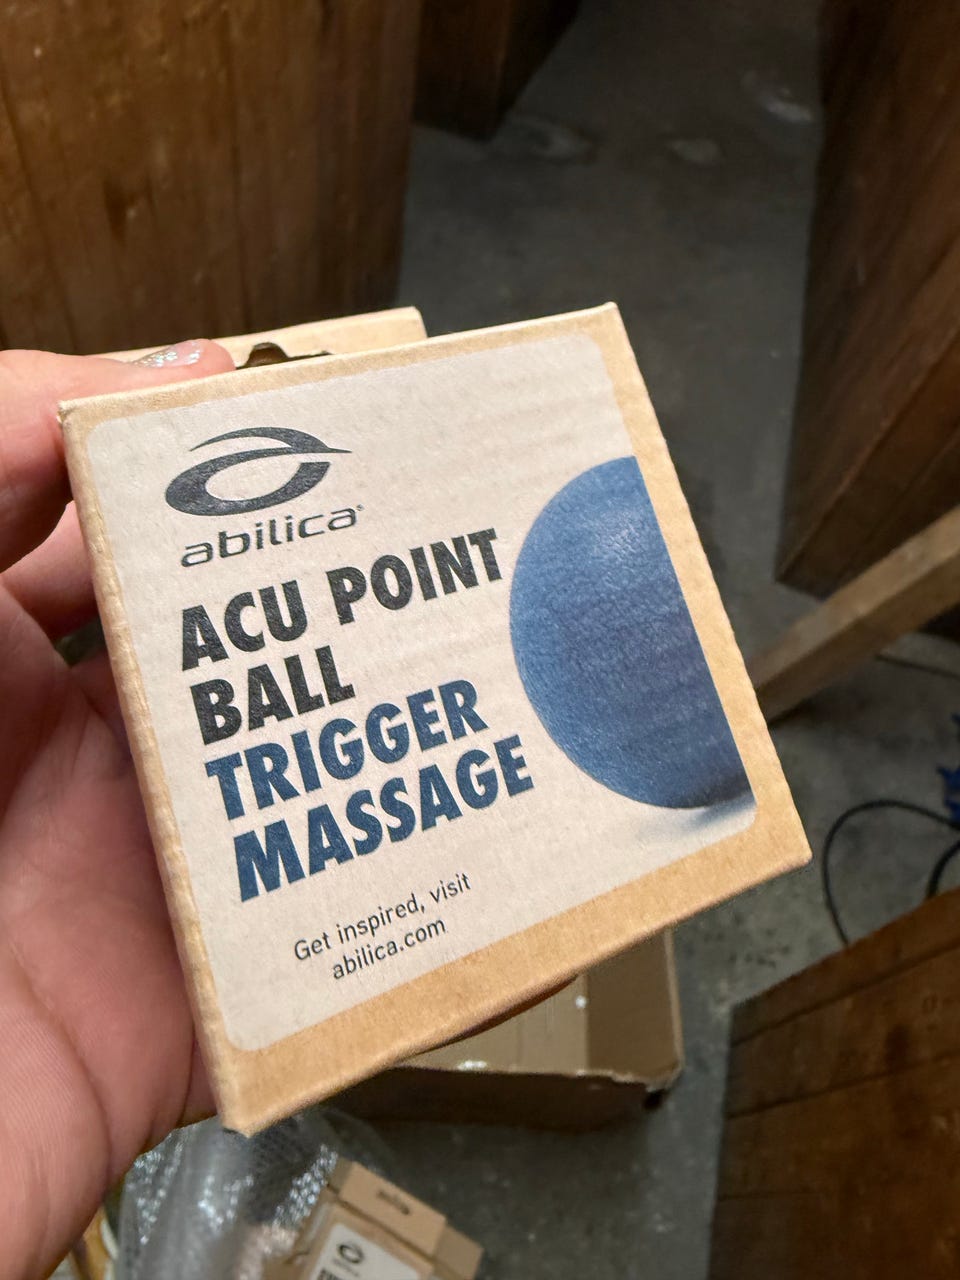 abilica®
ACU POINT
BALL
TRIGGER
MASSAGE
Get inspired, visit
abilica.com